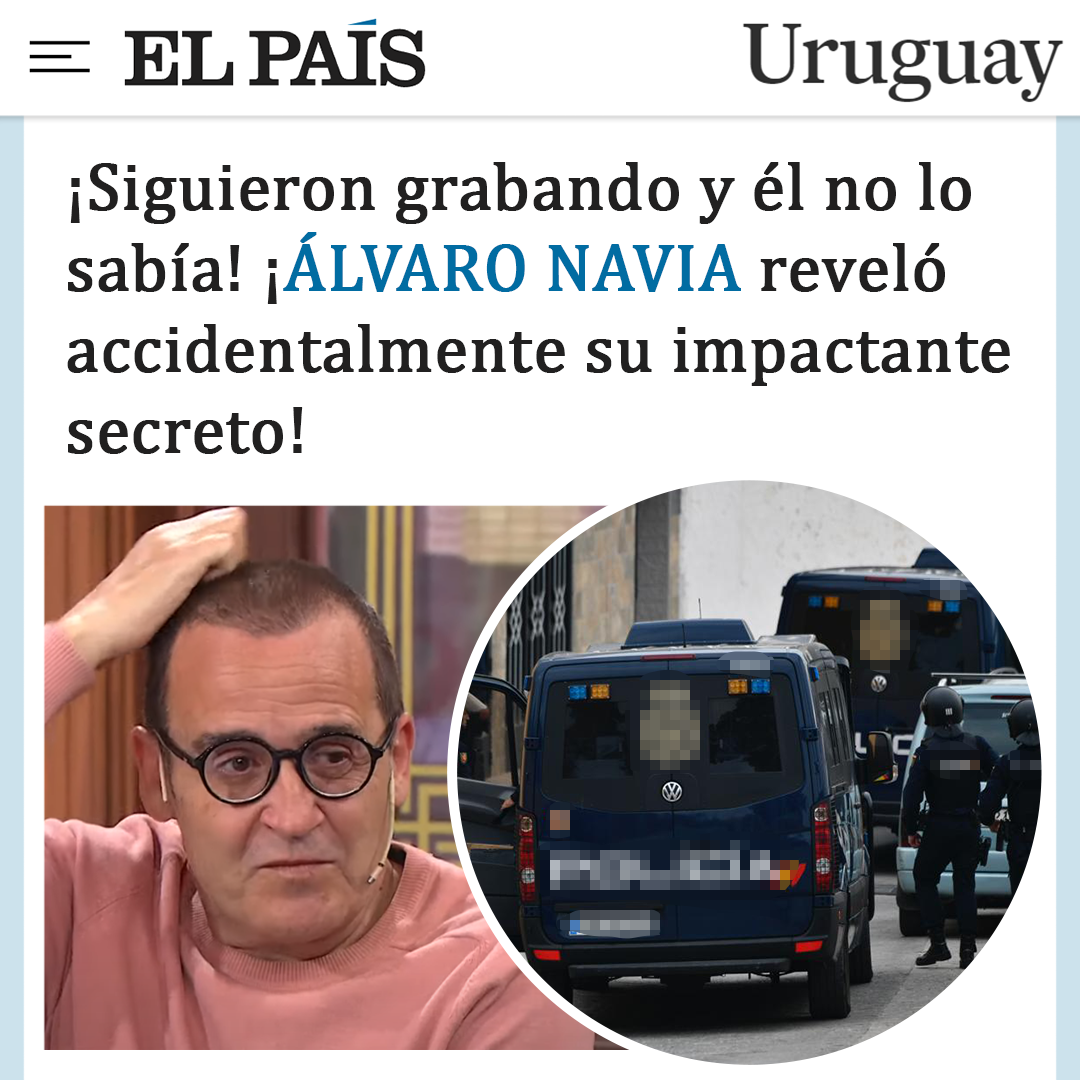 EL PAÍS
Uruguay
¡Siguieron grabando y él no lo
sabía! ¡ÁLVARO NAVIA reveló
accidentalmente su impactante
secreto!